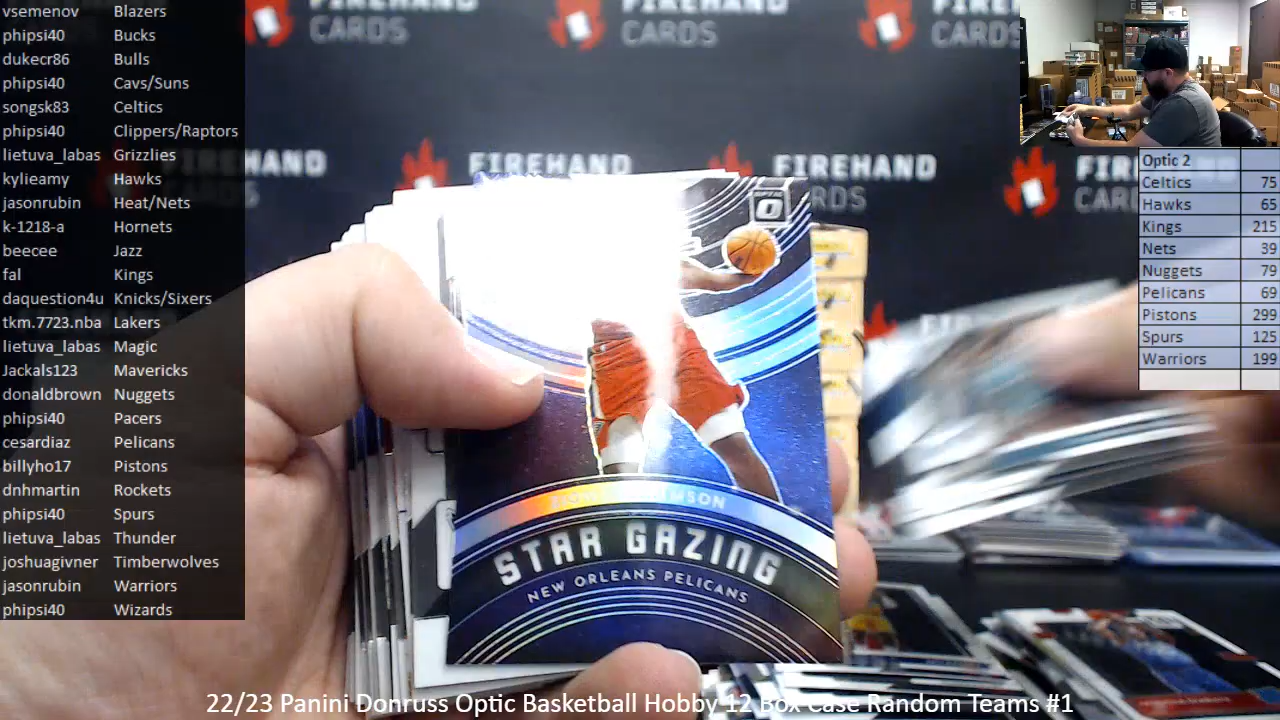 vsemenov Blazers
phipsi40 Bucks
dukecr86 Bulls
phipsi40 Cavs/Suns
songsk83 Celtics
phipsi40 Clippers/Raptors
lietuva_labas Grizzlies
kylieamy Hawks
jasonrubin Heat/Nets
k-1218-a Hornets
beecee Jazz
fal Kings
daquestion4u Knicks/Sixers
tkm.7723.nba Lakers
lietuva_labas Magic
Jackals123 Mavericks
donaldbrown Nuggets
phipsi40 Pacers
cesardiaz Pelicans
billyho17 Pistons
dnhmartin Rockets
phipsi40 Spurs
lietuva_labas Thunder
joshuagivner Timberwolves
jasonrubin Warriors
phipsi40 Wizards
CARDS
CARDS
CARDS
FIREHAND
FIREHAND
FIREHAND
Optic 2
Celtics 75
Hawks 65
Kings 215
Nets 39
Nuggets 79
Pelicans 69
Pistons 299
Spurs 125
Warriors 199
OPTIC
STAR GAZING
NEW ORLEANS PELICANS
22/23 Panini Donruss Optic Basketball Hobby 12 Box Case Random Teams #1